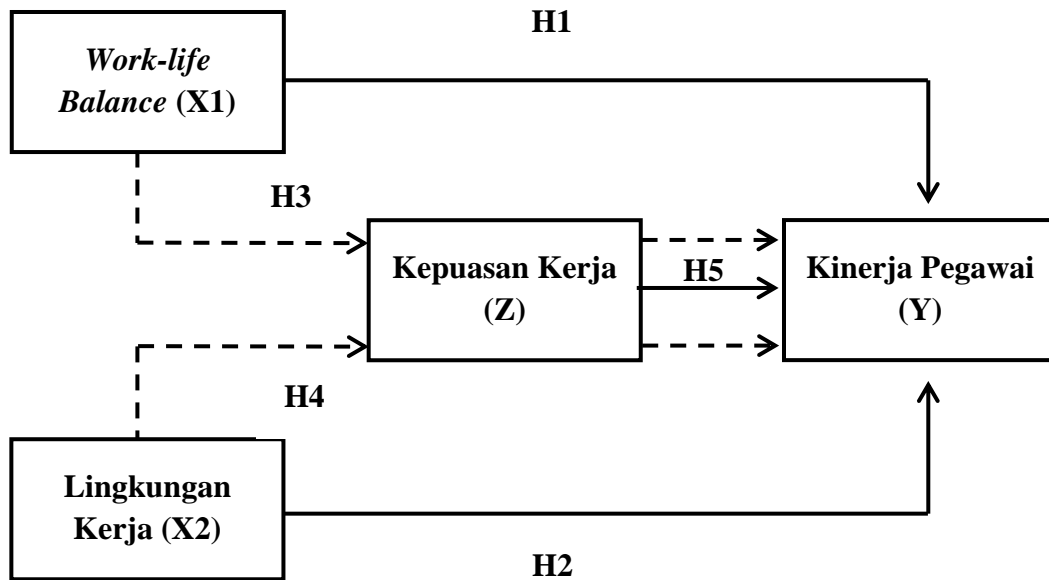 H1
Work-life
Balance (X1)
H3
Kepuasan Kerja
(Z)
H5
Kinerja Pegawai
(Y)
H4
Lingkungan
Kerja (X2)
H2